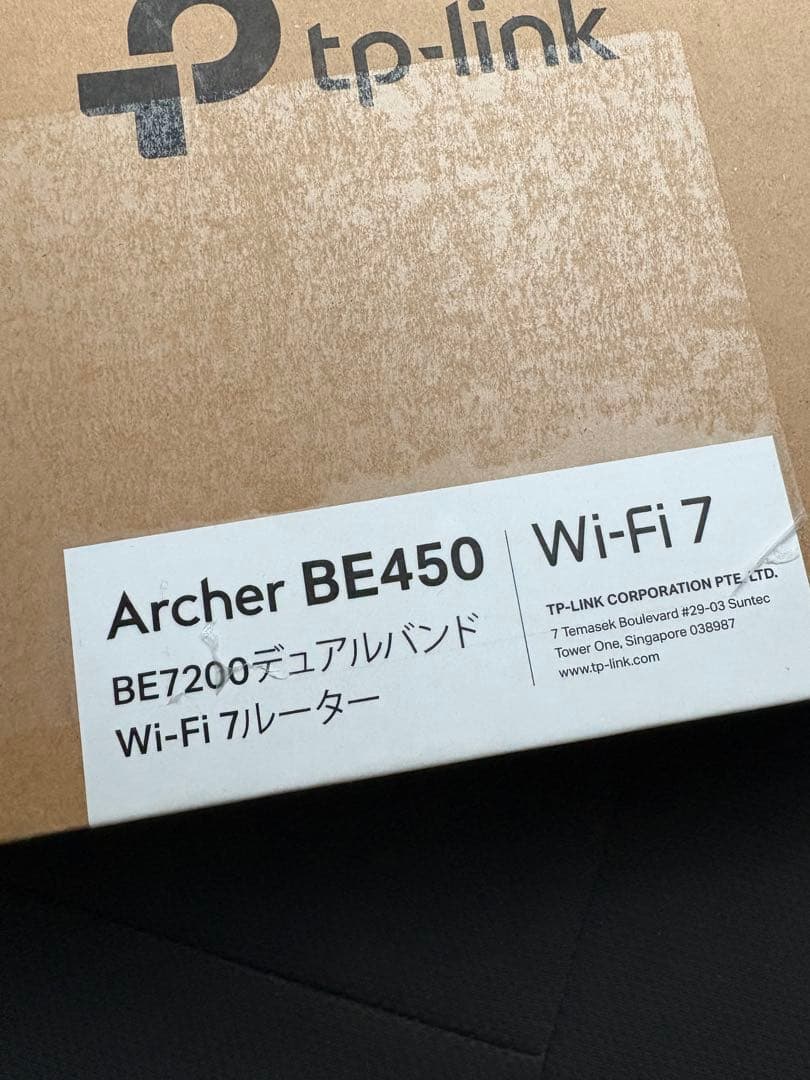 tp-link
Archer BE450
BE7200デュアルバンド
Wi-Fi 7ルーター
Wi-Fi 7
TP-LINK CORPORATION PTE. LTD.
7 Temasek Boulevard #29-03 Suntec
Tower One, Singapore 038987
www.tp-link.com